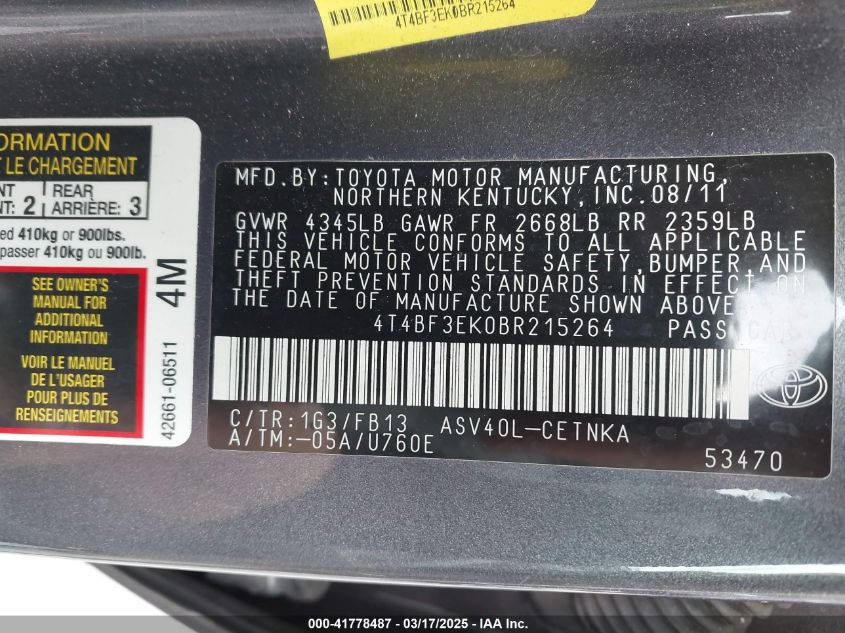 4T4BF3EK0BR215264
ORMATION
LE CHARGEMENT
NT 2 REAR
NT: ARRIÈRE: 3
ed 410kg or 900lbs.
passer 410kg ou 900lb.
SEE OWNER'S
MANUAL FOR
ADDITIONAL
INFORMATION
VOIR LE MANUEL
DE L'USAGER
POUR PLUS DE
RENSEIGNEMENTS
4M
42661-06511
MFD.BY:TOYOTA MOTOR MANUFACTURING,
NORTHERN KENTUCKY,INC.08/11
GVWR 4345LB GAWR FR 2668LB RR 2359LB
THIS VEHICLE CONFORMS TO ALL APPLICABLE
FEDERAL MOTOR VEHICLE SAFETY,BUMPER,AND
THEFT PREVENTION STANDARDS IN EFFECT ON
THE DATE OF MANUFACTURE SHOWN ABOVE.
4T4BF3EK0BR215264 PASS.CAR
C/TR:1G3/FB13 ASV40L-CETNKA
A/TM:-05A/U760E
53470
TOYOTA
000-41778487 - 03/17/2025 - IAA Inc.